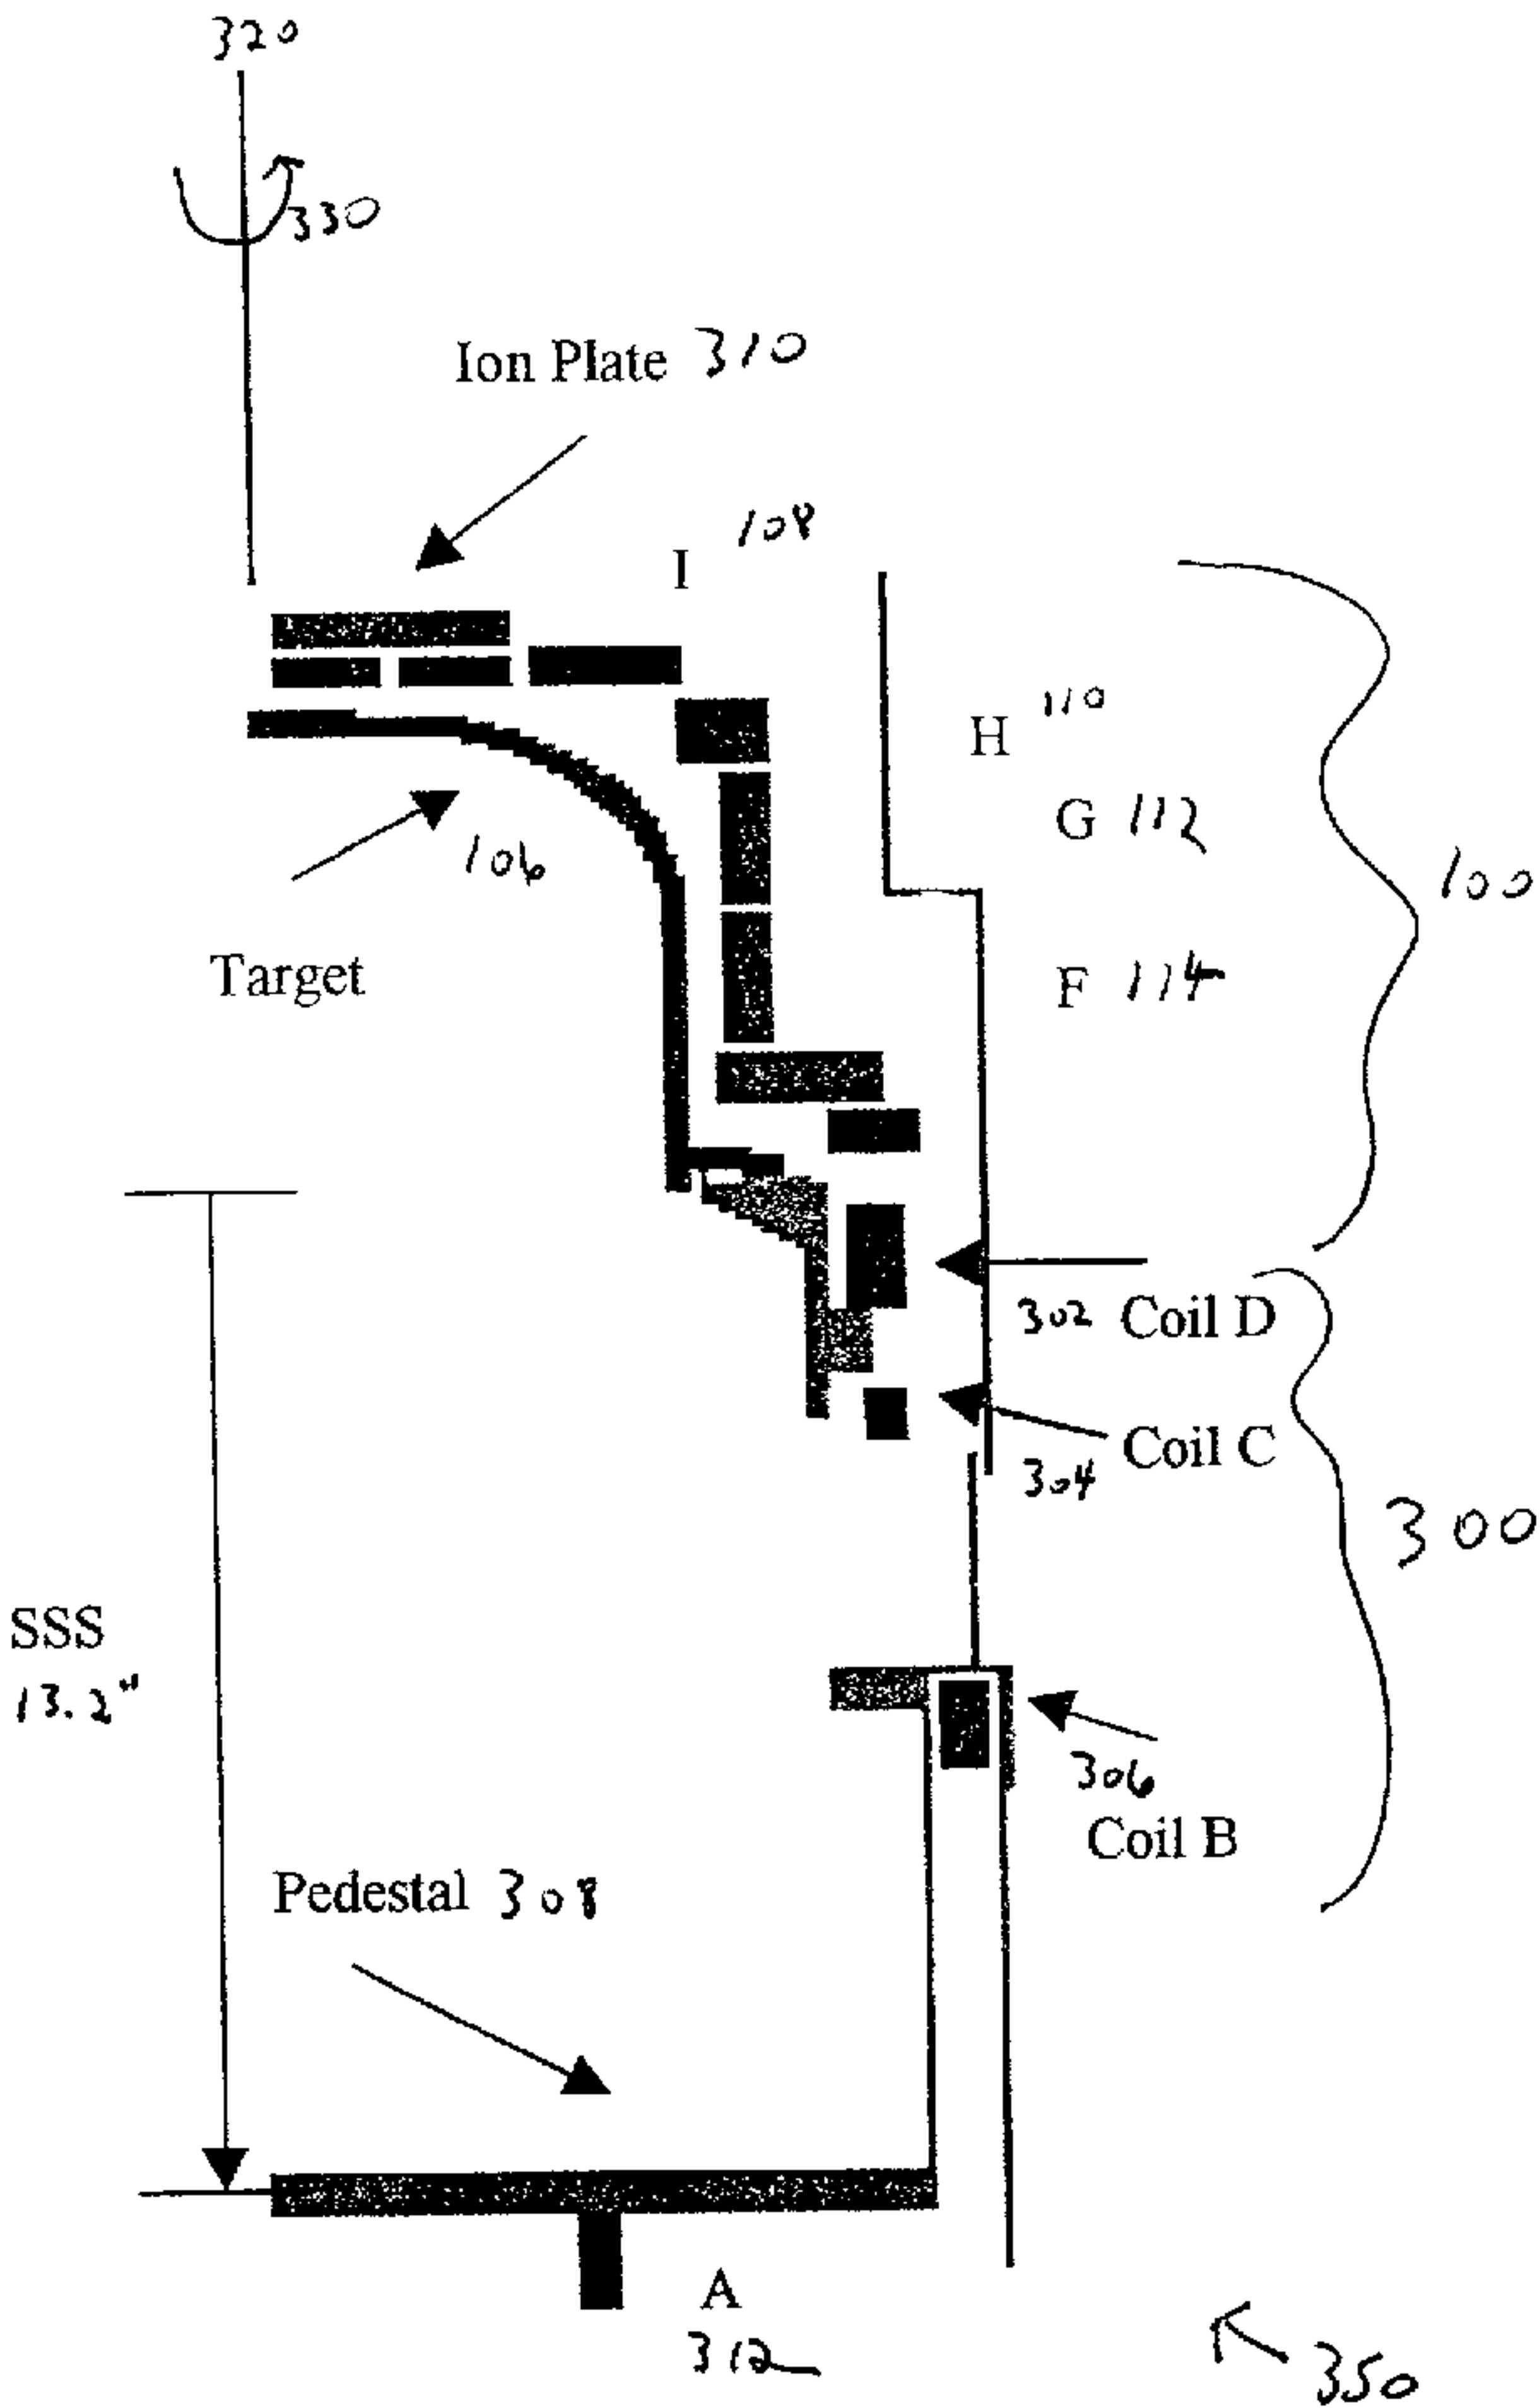 320
330
Ion Plate 310
I 108
H 110
G 112
106
100
Target
F 114
302 Coil D
Coil C
304
300
SSS
13.2"
306
Coil B
Pedestal 308
A
312
350